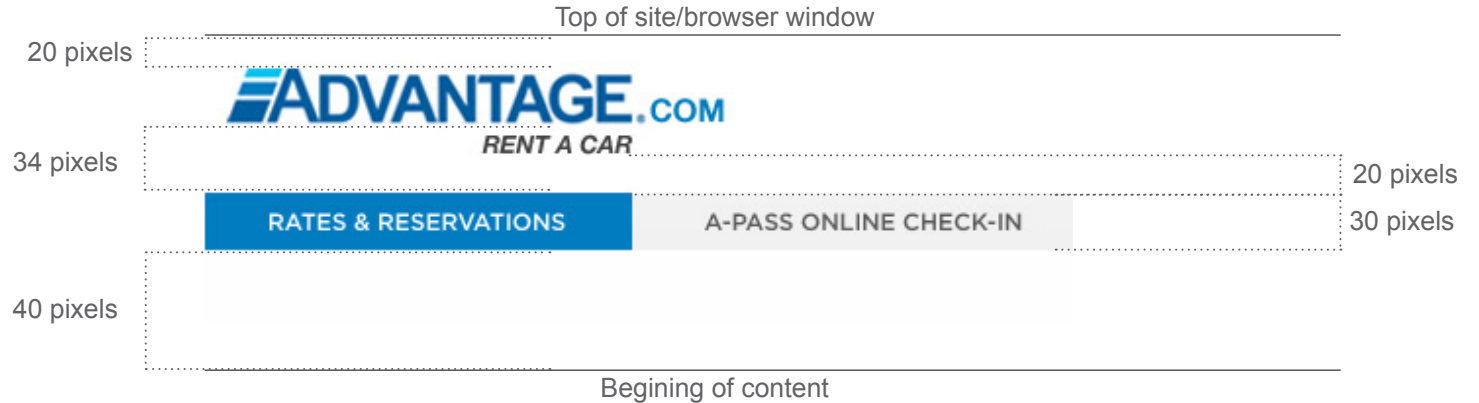 Top of site/browser window
20 pixels
ADVANTAGE.COM
RENT A CAR
34 pixels
20 pixels
RATES & RESERVATIONS A-PASS ONLINE CHECK-IN
30 pixels
40 pixels
Begining of content